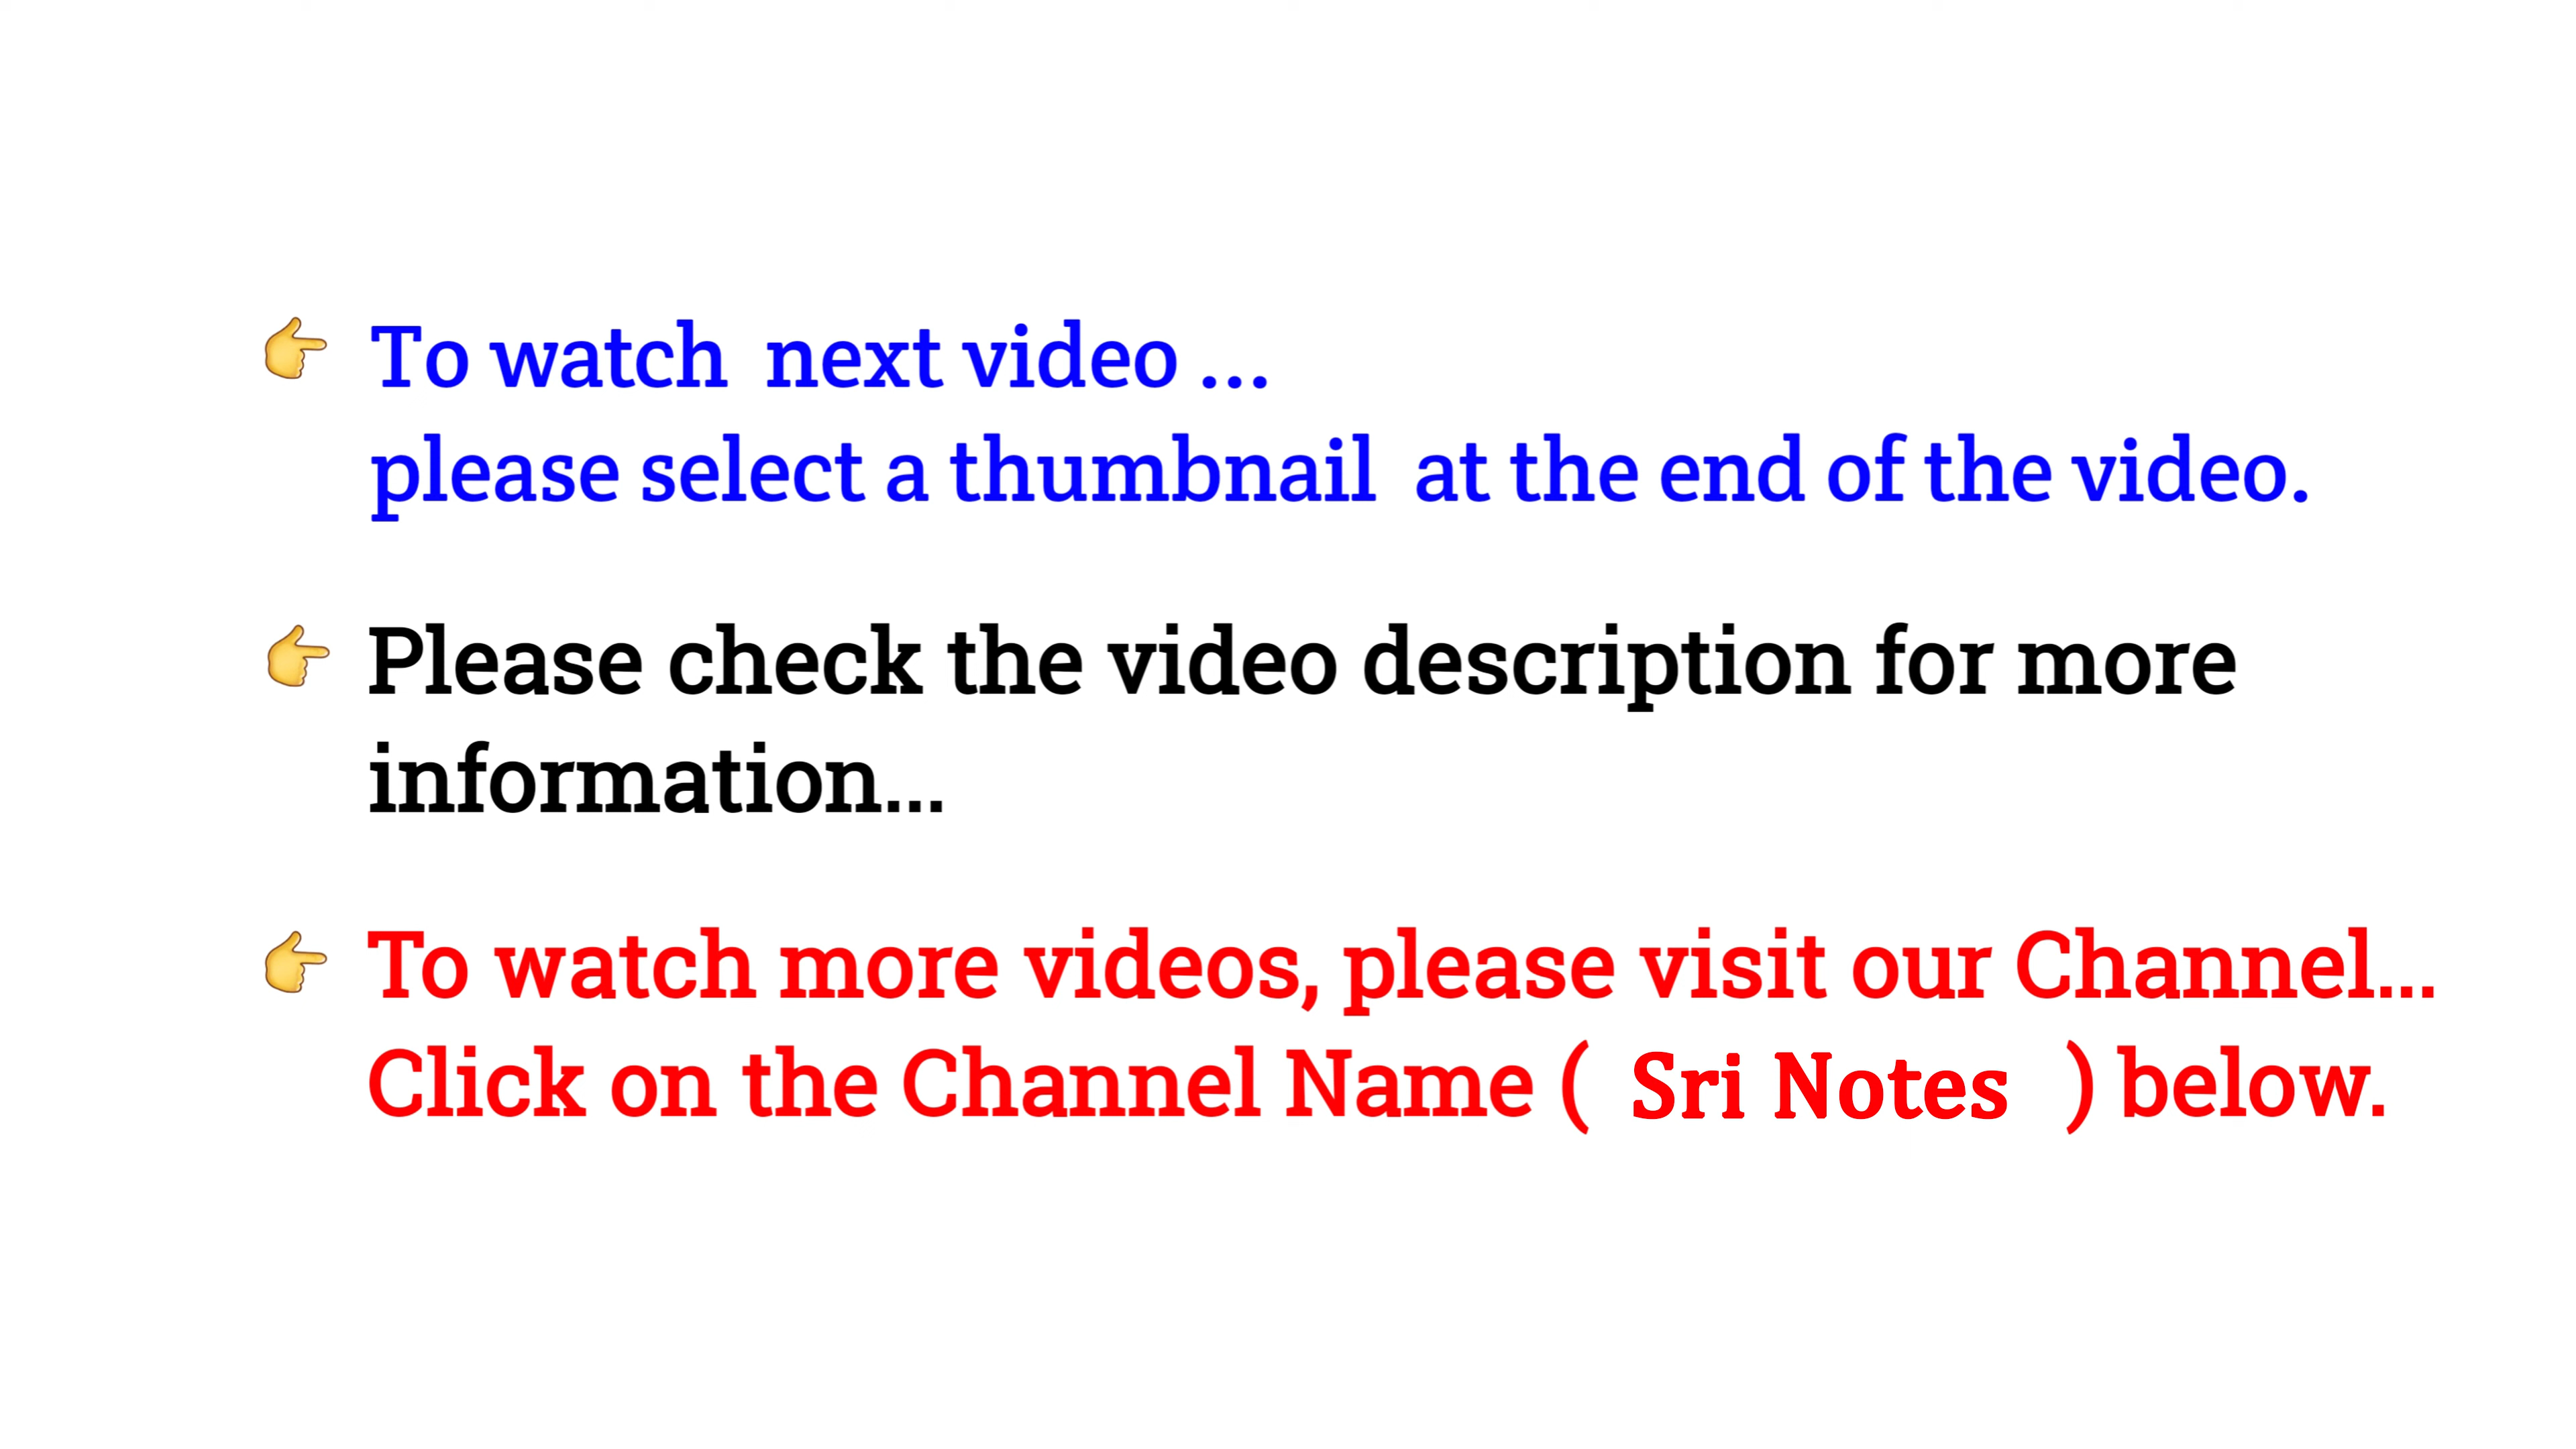 👉 To watch next video ...
please select a thumbnail at the end of the video.
👉 Please check the video description for more
information...
👉 To watch more videos, please visit our Channel...
Click on the Channel Name ( Sri Notes ) below.